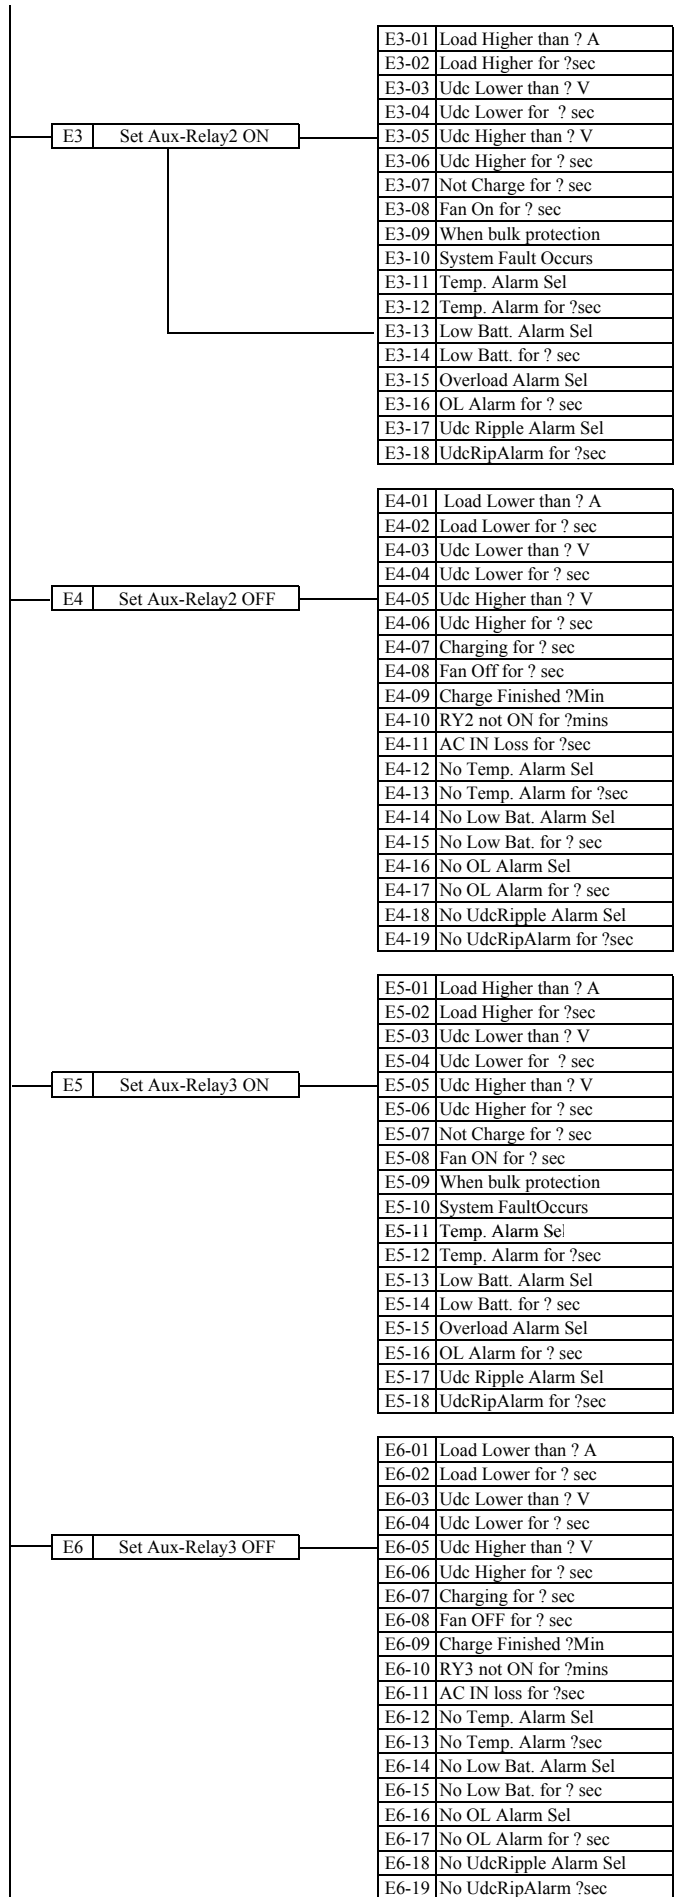 E3-01 Load Higher than ? A
E3-02 Load Higher for ?sec
E3-03 Udc Lower than ? V
E3-04 Udc Lower for ? sec
E3 Set Aux-Relay2 ON
E3-05 Udc Higher than ? V
E3-06 Udc Higher for ? sec
E3-07 Not Charge for ? sec
E3-08 Fan On for ? sec
E3-09 When bulk protection
E3-10 System Fault Occurs
E3-11 Temp. Alarm Sel
E3-12 Temp. Alarm for ?sec
E3-13 Low Batt. Alarm Sel
E3-14 Low Batt. for ? sec
E3-15 Overload Alarm Sel
E3-16 OL Alarm for ? sec
E3-17 Udc Ripple Alarm Sel
E3-18 UdcRipAlarm for ?sec
E4-01 Load Lower than ? A
E4-02 Load Lower for ? sec
E4-03 Udc Lower than ? V
E4-04 Udc Lower for ? sec
E4 Set Aux-Relay2 OFF
E4-05 Udc Higher than ? V
E4-06 Udc Higher for ? sec
E4-07 Charging for ? sec
E4-08 Fan Off for ? sec
E4-09 Charge Finished ?Min
E4-10 RY2 not ON for ?mins
E4-11 AC IN Loss for ?sec
E4-12 No Temp. Alarm Sel
E4-13 No Temp. Alarm for ?sec
E4-14 No Low Bat. Alarm Sel
E4-15 No Low Bat. for ? sec
E4-16 No OL Alarm Sel
E4-17 No OL Alarm for ? sec
E4-18 No UdcRipple Alarm Sel
E4-19 No UdcRipAlarm for ?sec
E5-01 Load Higher than ? A
E5-02 Load Higher for ?sec
E5-03 Udc Lower than ? V
E5-04 Udc Lower for ? sec
E5 Set Aux-Relay3 ON
E5-05 Udc Higher than ? V
E5-06 Udc Higher for ? sec
E5-07 Not Charge for ? sec
E5-08 Fan ON for ? sec
E5-09 When bulk protection
E5-10 System FaultOccurs
E5-11 Temp. Alarm Sel
E5-12 Temp. Alarm for ?sec
E5-13 Low Batt. Alarm Sel
E5-14 Low Batt. for ? sec
E5-15 Overload Alarm Sel
E5-16 OL Alarm for ? sec
E5-17 Udc Ripple Alarm Sel
E5-18 UdcRipAlarm for ?sec
E6-01 Load Lower than ? A
E6-02 Load Lower for ? sec
E6-03 Udc Lower than ? V
E6-04 Udc Lower for ? sec
E6 Set Aux-Relay3 OFF
E6-05 Udc Higher than ? V
E6-06 Udc Higher for ? sec
E6-07 Charging for ? sec
E6-08 Fan OFF for ? sec
E6-09 Charge Finished ?Min
E6-10 RY3 not ON for ?mins
E6-11 AC IN loss for ?sec
E6-12 No Temp. Alarm Sel
E6-13 No Temp. Alarm ?sec
E6-14 No Low Bat. Alarm Sel
E6-15 No Low Bat. for ? sec
E6-16 No OL Alarm Sel
E6-17 No OL Alarm for ? sec
E6-18 No UdcRipple Alarm Sel
E6-19 No UdcRipAlarm ?sec